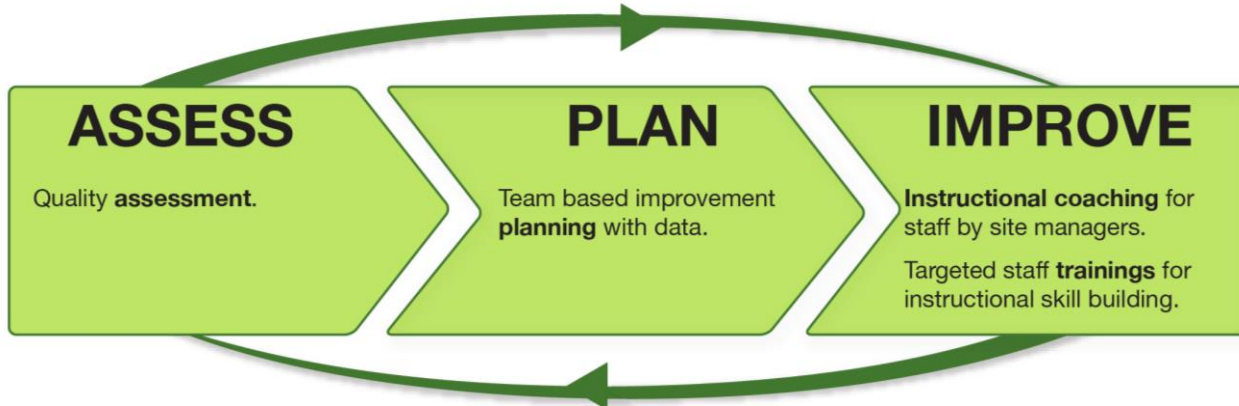 ASSESS
Quality assessment.
PLAN
Team based improvement
planning with data.
IMPROVE
Instructional coaching for
staff by site managers.
Targeted staff trainings for
instructional skill building.